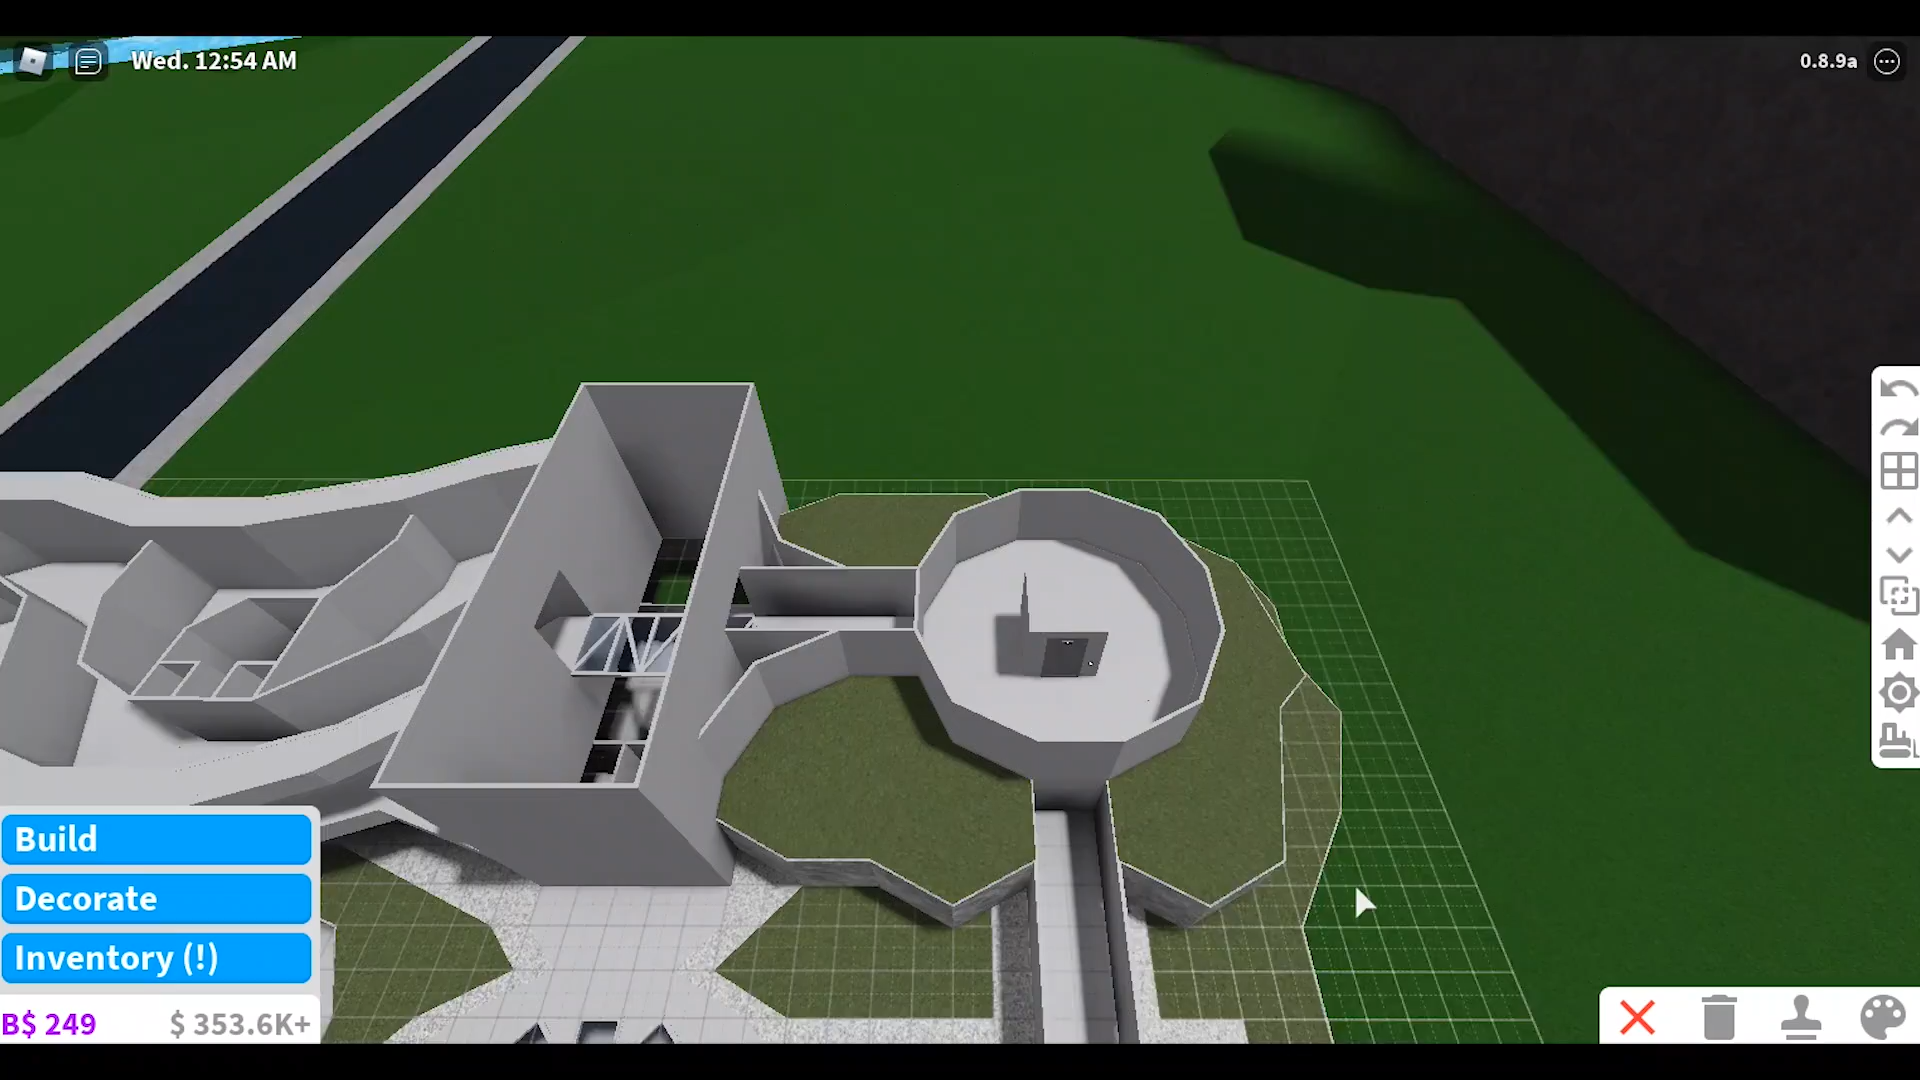 Wed. 12:54 AM
0.8.9a
Build
Decorate
Inventory (!)
B$ 249
$ 353.6K+